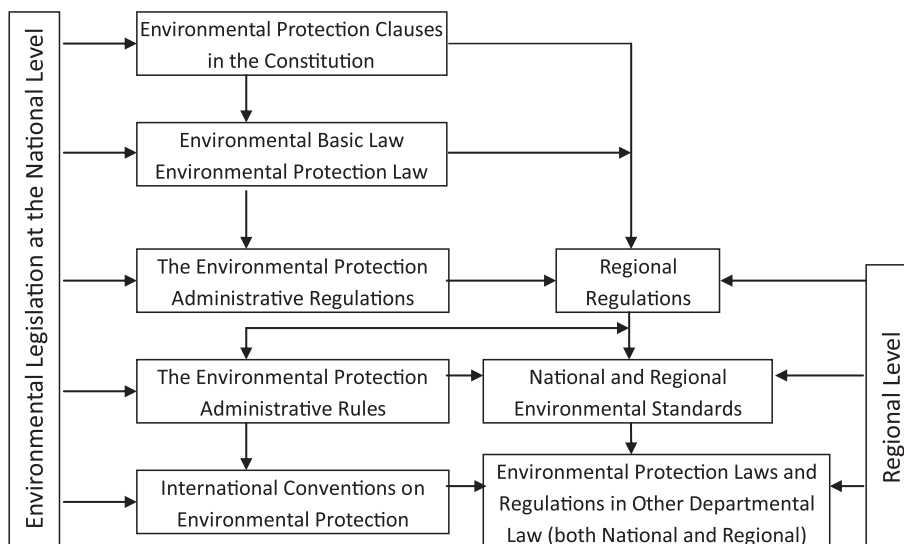 Environmental Legislation at the National Level
Environmental Protection Clauses
in the Constitution
Environmental Basic Law
Environmental Protection Law
The Environmental Protection
Administrative Regulations
Regional
Regulations
The Environmental Protection
Administrative Rules
National and Regional
Environmental Standards
International Conventions on
Environmental Protection
Environmental Protection Laws and
Regulations in Other Departmental
Law (both National and Regional)
Regional Level